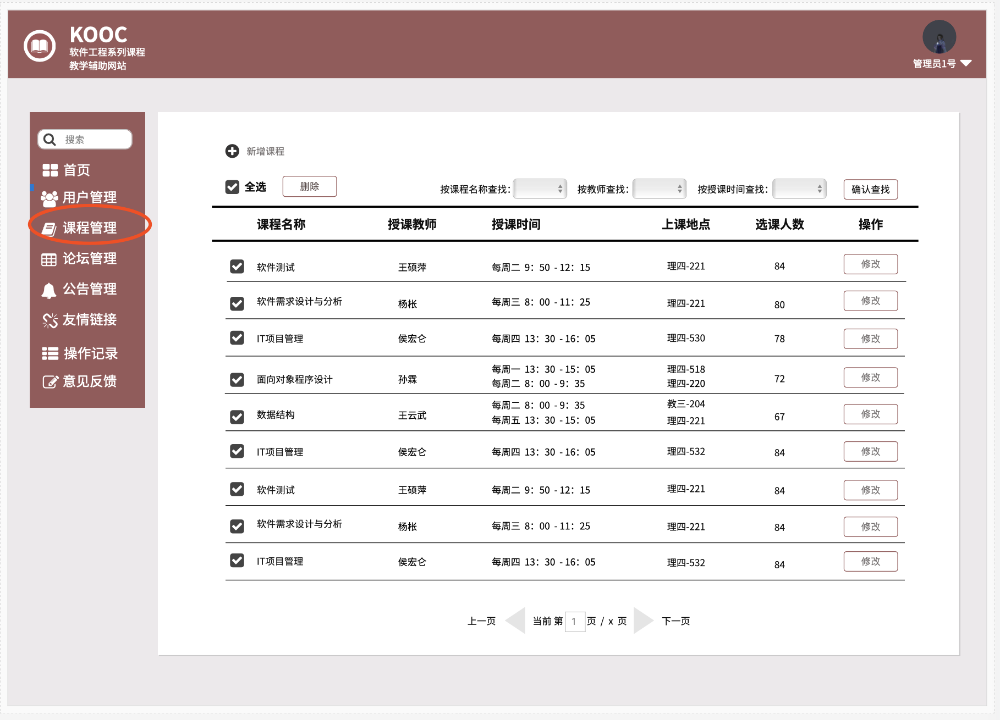 KOOC
软件工程系列课程
教学辅助网站
管理员1号
搜索
首页
用户管理
课程管理
论坛管理
公告管理
友情链接
操作记录
意见反馈
新增课程
全选 删除 按课程名称查找： 按教师查找： 按授课时间查找： 确认查找
课程名称 授课教师 授课时间 上课地点 选课人数 操作
软件测试 王硕萍 每周二 9：50 - 12：15 理四-221 84 修改
软件需求设计与分析 杨枨 每周三 8：00 - 11：25 理四-221 80 修改
IT项目管理 侯宏仑 每周四 13：30 - 16：05 理四-530 78 修改
面向对象程序设计 孙霖 每周一 13：30 - 15：05 理四-518 72 修改
每周二 8：00 - 9：35 理四-220
数据结构 王云武 每周二 8：00 - 9：35 教三-204 67 修改
每周五 13：30 - 15：05 理四-221
IT项目管理 侯宏仑 每周四 13：30 - 16：05 理四-532 84 修改
软件测试 王硕萍 每周二 9：50 - 12：15 理四-221 84 修改
软件需求设计与分析 杨枨 每周三 8：00 - 11：25 理四-221 84 修改
IT项目管理 侯宏仑 每周四 13：30 - 16：05 理四-532 84 修改
上一页 当前 第 1 页 / x 页 下一页